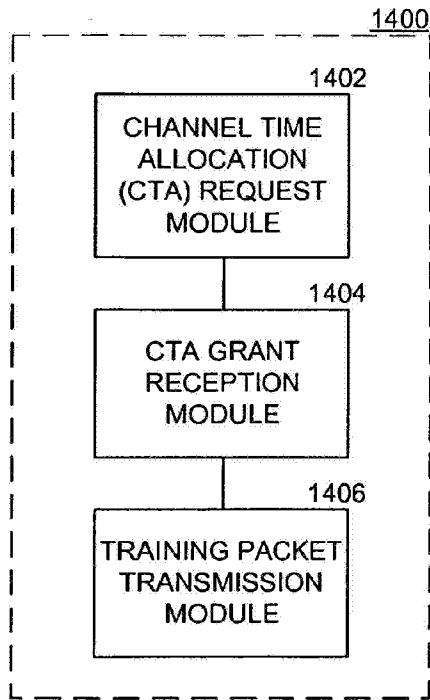 1400
1402
CHANNEL TIME
ALLOCATION
(CTA) REQUEST
MODULE
1404
CTA GRANT
RECEPTION
MODULE
1406
TRAINING PACKET
TRANSMISSION
MODULE